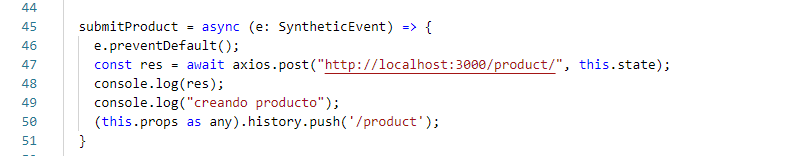 44
45 submitProduct = async (e: SyntheticEvent) => {
46 e.preventDefault();
47 const res = await axios.post("http://localhost:3000/product/", this.state);
48 console.log(res);
49 console.log("creando producto");
50 (this.props as any).history.push('/product');
51 }